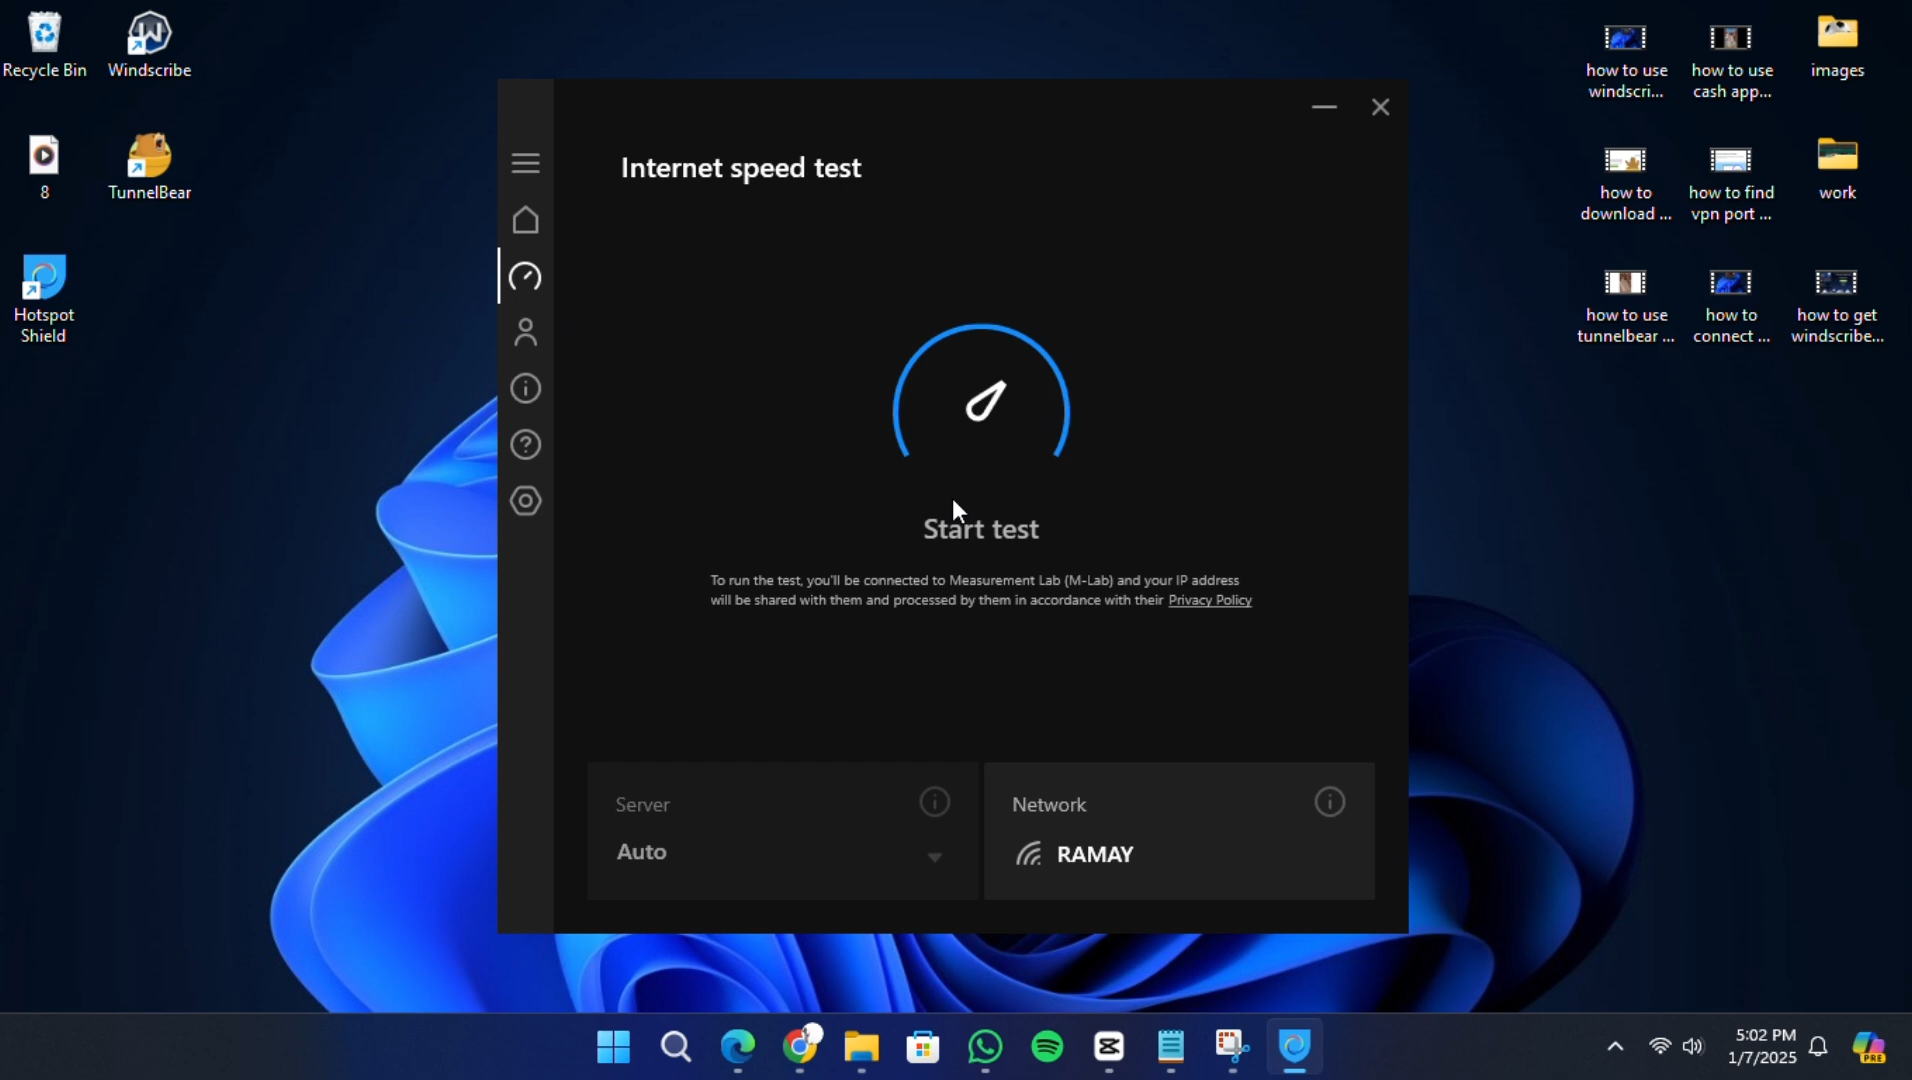 Recycle Bin
Windscribe
8
TunnelBear
Hotspot
Shield
Internet speed test
Start test
To run the test, you'll be connected to Measurement Lab (M-Lab) and your IP address
will be shared with them and processed by them in accordance with their Privacy Policy
Server
Auto
Network
RAMAY
how to use
windscri...
how to use
cash app...
images
how to
download ...
how to find
vpn port ...
work
how to use
tunnelbear ...
how to
connect ...
how to get
windscribe...
5:02 PM
1/7/2025
PRE